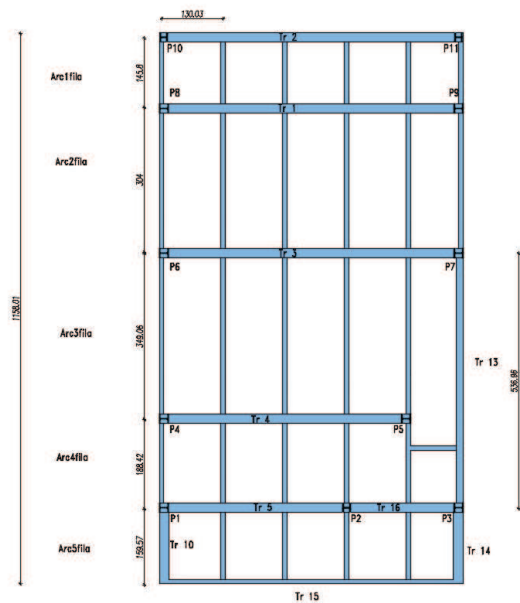 130.03
Tr 2
P10
P11
Arc1fila
145.8
P8
P9
Tr 1
Arc2fila
304
Tr 3
P6
P7
1158.01
Arc3fila
349.06
Tr 13
536.98
Tr 4
P4
P5
Arc4fila
188.42
Tr 5
Tr 16
P1
P2
P3
Arc5fila
159.57
Tr 10
Tr 14
Tr 15